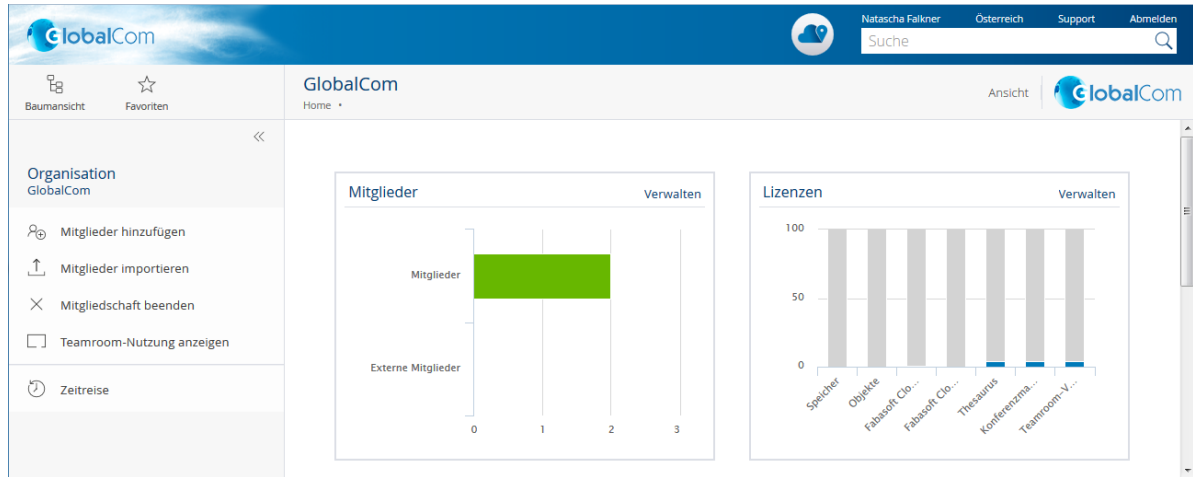 GlobalCom
Natascha Falkner Österreich Support Abmelden
Suche
Baumansicht Favoriten
GlobalCom
Home •
Ansicht
GlobalCom
Organisation
GlobalCom
Mitglieder hinzufügen
Mitglieder importieren
Mitgliedschaft beenden
Teamroom-Nutzung anzeigen
Zeitreise
Mitglieder Verwalten
Mitglieder
Externe Mitglieder
0 1 2 3
Lizenzen Verwalten
100
50
0
Speicher
Objekte
Fabasoft Clo...
Fabasoft Clo...
Thesaurus
Konferenzma...
Teamroom-V...